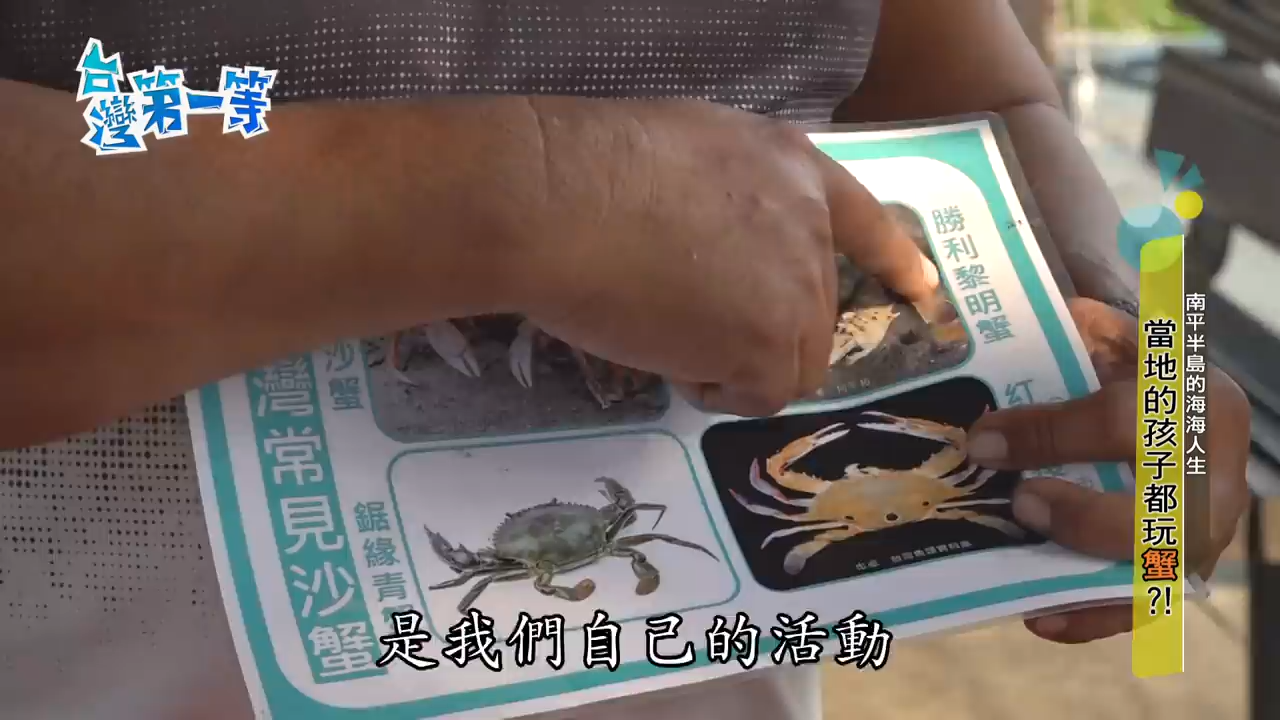 台灣第一等
南平半島的海海人生
當地的孩子都玩蟹?!
勝利黎明蟹
紅
沙蟹
灣常見沙蟹
鋸緣青
是我們自己的活動